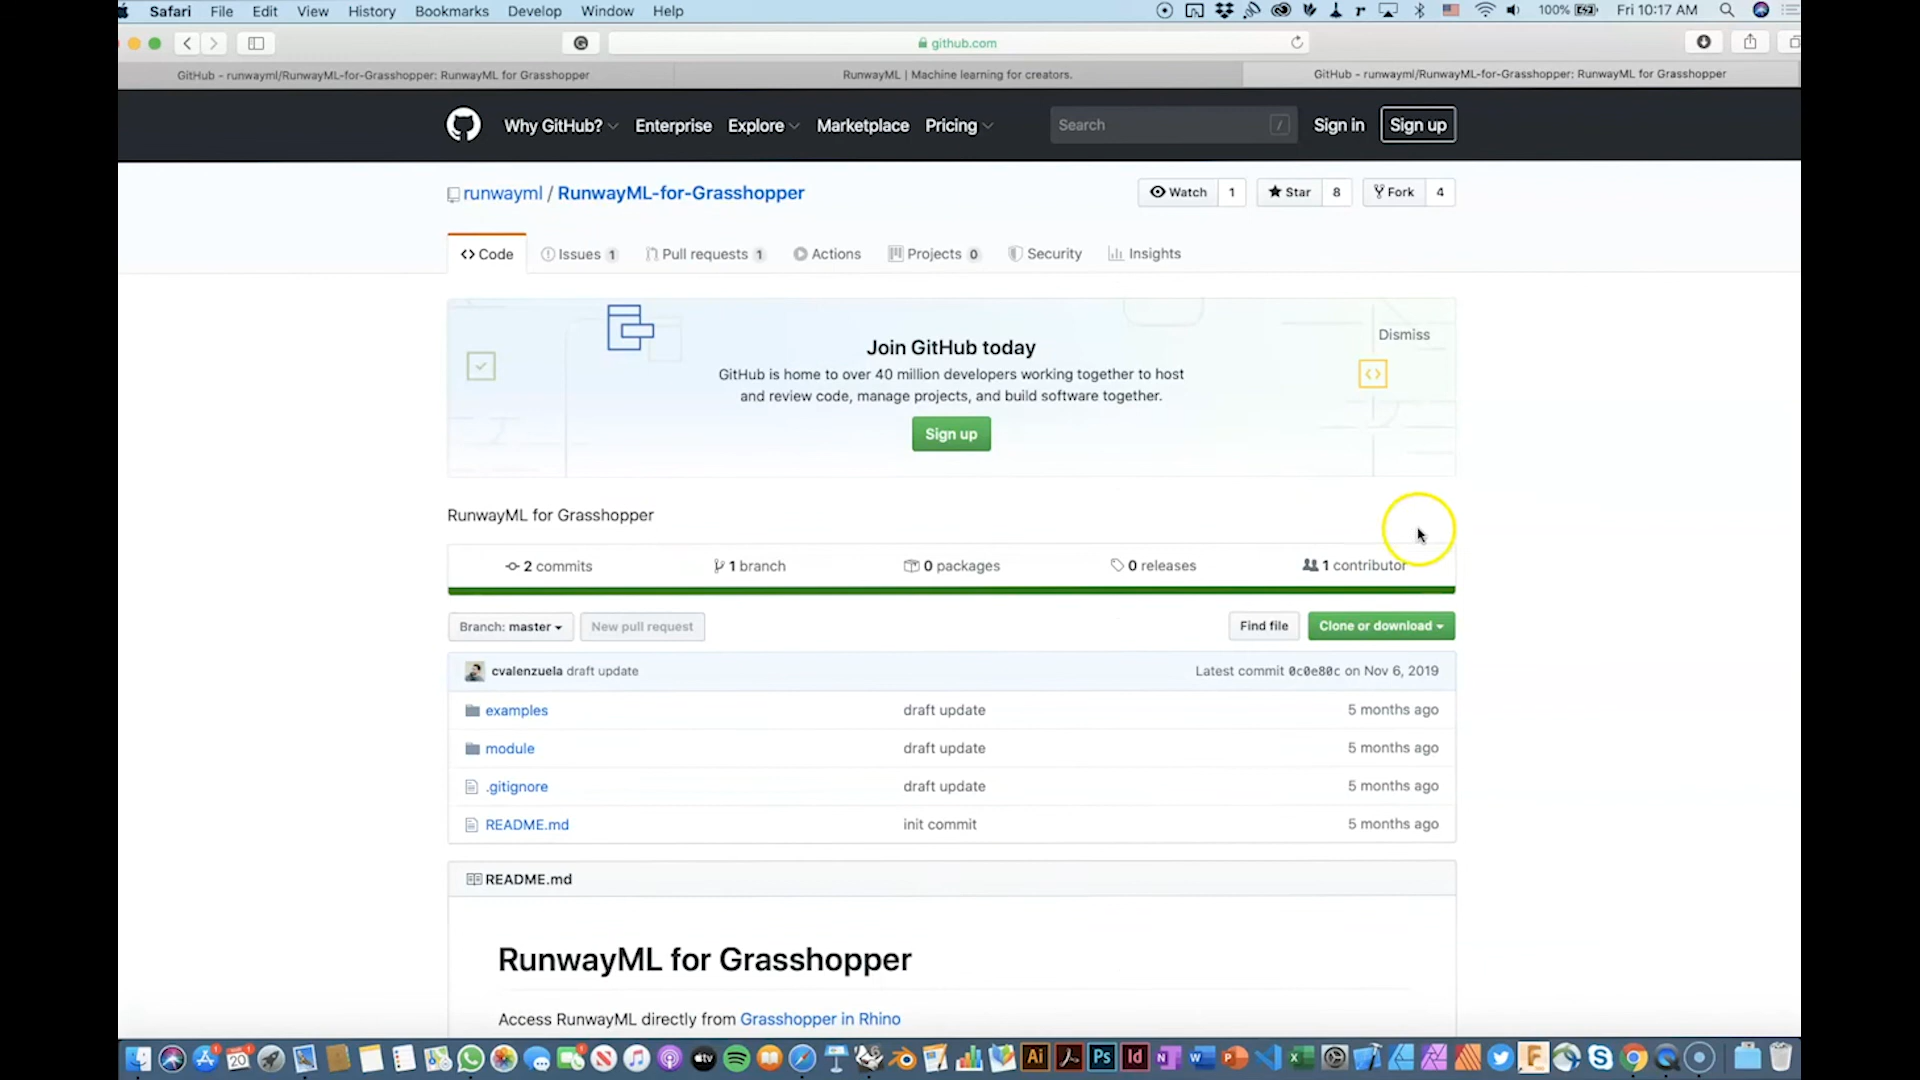 Safari File Edit View History Bookmarks Develop Window Help 100% Fri 10:17 AM
github.com
GitHub - runwayml/RunwayML-for-Grasshopper: RunwayML for Grasshopper
RunwayML | Machine learning for creators.
GitHub - runwayml/RunwayML-for-Grasshopper: RunwayML for Grasshopper
Why GitHub? Enterprise Explore Marketplace Pricing Search / Sign in Sign up
runwayml / RunwayML-for-Grasshopper Watch 1 Star 8 Fork 4
Code Issues 1 Pull requests 1 Actions Projects 0 Security Insights
Dismiss
Join GitHub today
GitHub is home to over 40 million developers working together to host
and review code, manage projects, and build software together.
Sign up
RunwayML for Grasshopper
2 commits 1 branch 0 packages 0 releases 1 contributor
Branch: master New pull request Find file Clone or download
cvalenzuela draft update Latest commit 0c0e80c on Nov 6, 2019
examples draft update 5 months ago
module draft update 5 months ago
.gitignore draft update 5 months ago
README.md init commit 5 months ago
README.md
RunwayML for Grasshopper
Access RunwayML directly from Grasshopper in Rhino
20 tv Ai Ps Id N W P X F S